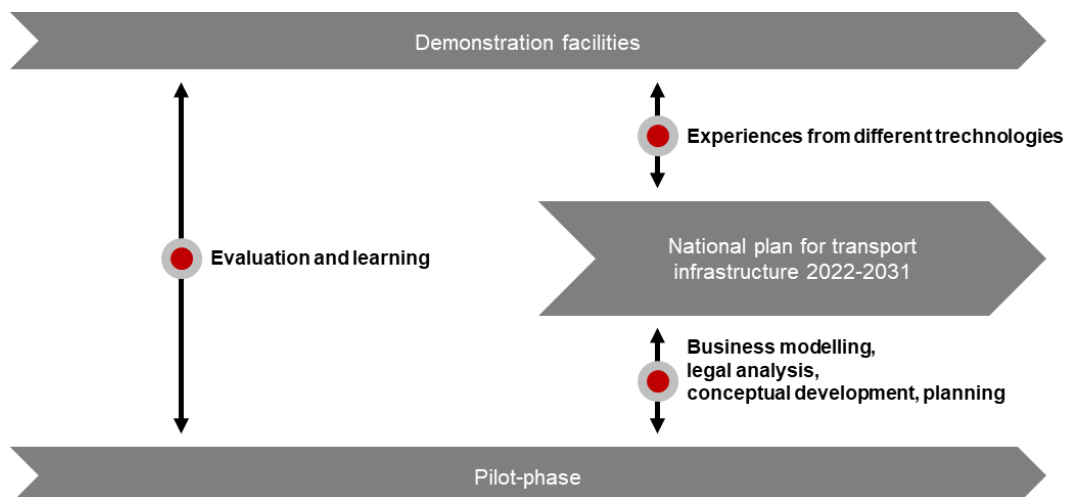 Demonstration facilities
Experiences from different trechnologies
Evaluation and learning
National plan for transport
infrastructure 2022-2031
Business modelling,
legal analysis,
conceptual development, planning
Pilot-phase